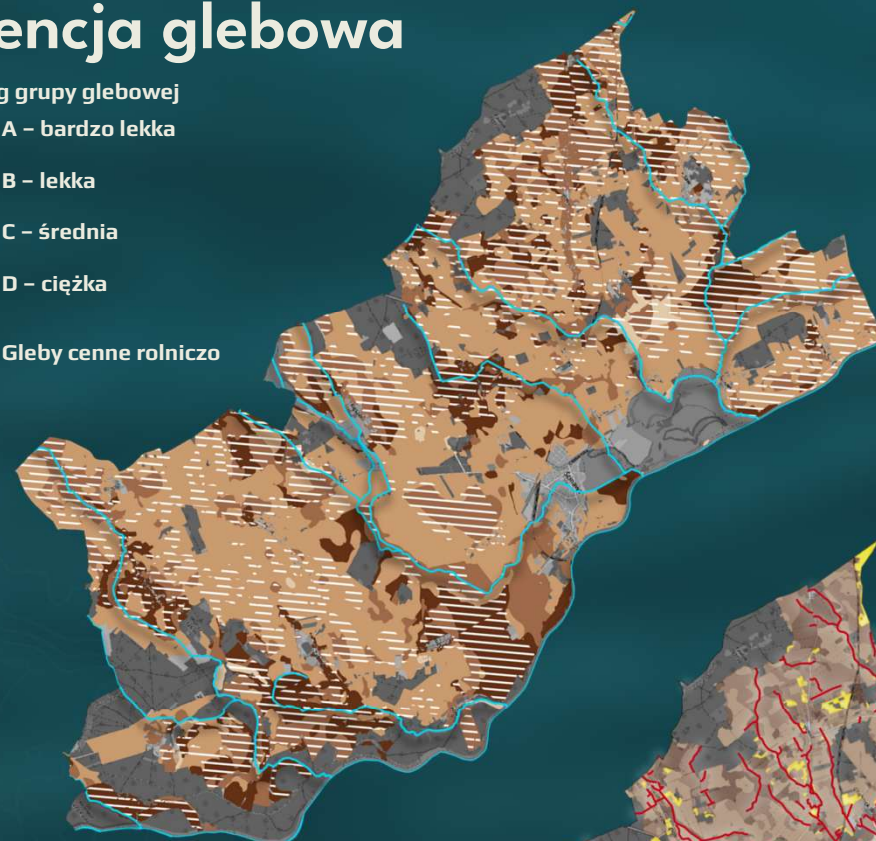 encja glebowa
g grupy glebowej
A – bardzo lekka
B – lekka
C – średnia
D – ciężka
Gleby cenne rolniczo